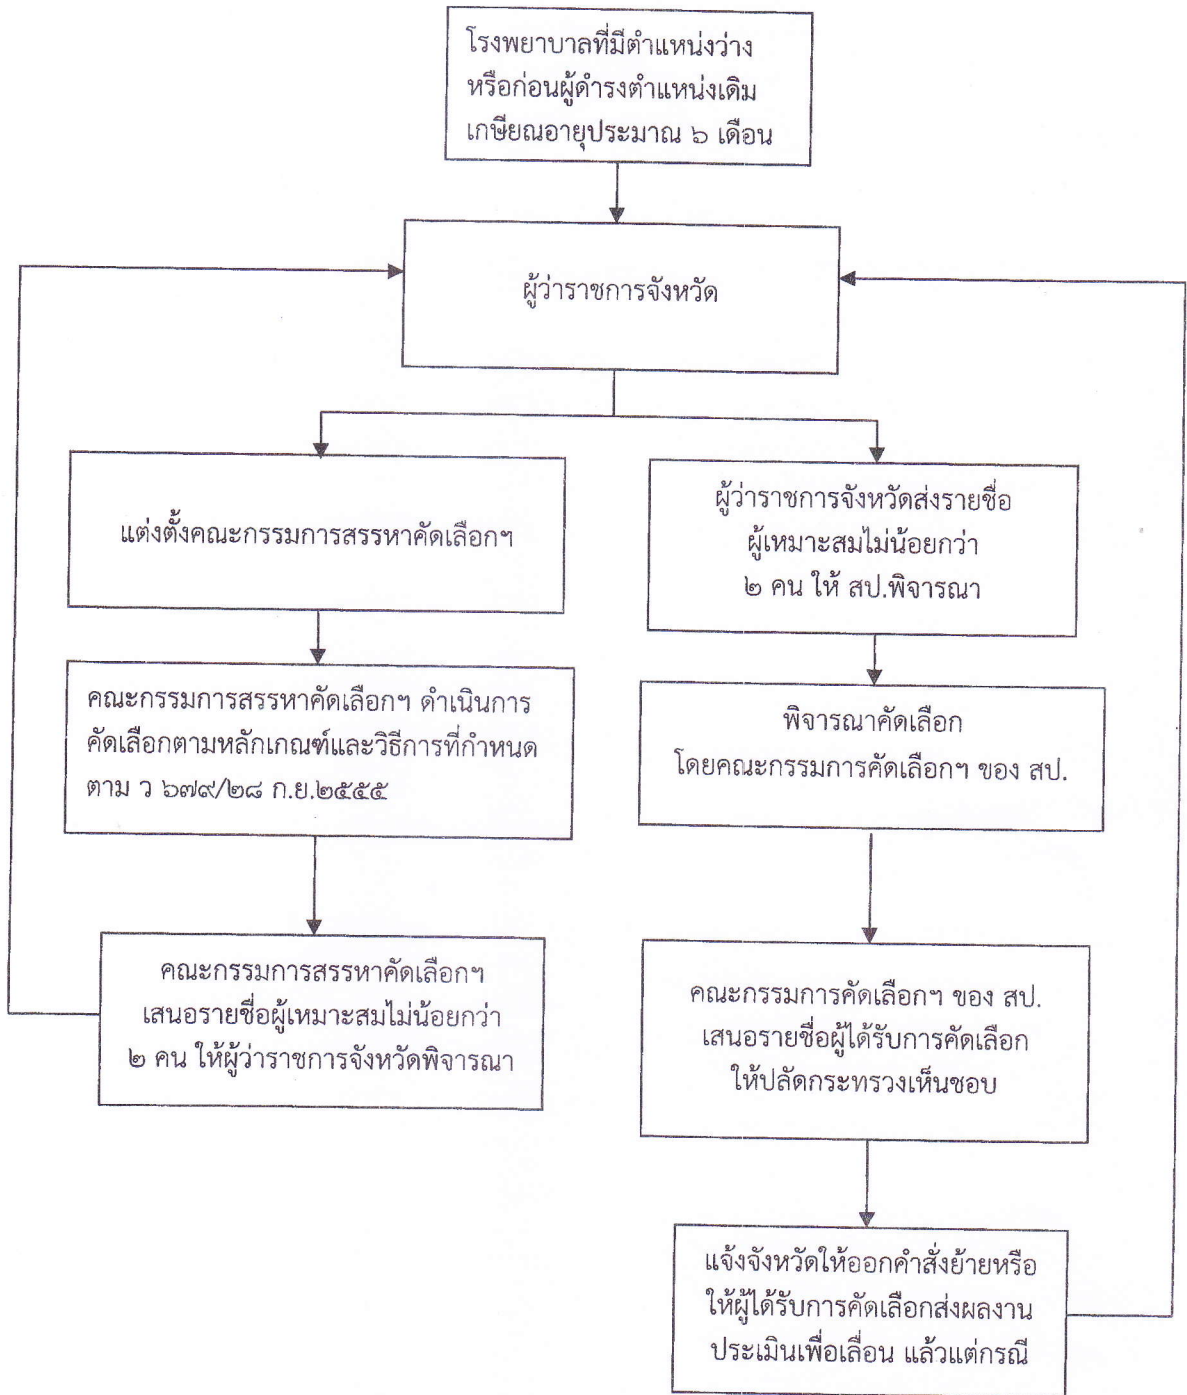 โรงพยาบาลที่มีตำแหน่งว่าง
หรือก่อนผู้ดำรงตำแหน่งเดิม
เกษียณอายุประมาณ ๖ เดือน
ผู้ว่าราชการจังหวัด
แต่งตั้งคณะกรรมการสรรหาคัดเลือกฯ
คณะกรรมการสรรหาคัดเลือกฯ ดำเนินการ
คัดเลือกตามหลักเกณฑ์และวิธีการที่กำหนด
ตาม ว ๖๗๙/๒๘ ก.ย.๒๕๕๕
คณะกรรมการสรรหาคัดเลือกฯ
เสนอรายชื่อผู้เหมาะสมไม่น้อยกว่า
๒ คน ให้ผู้ว่าราชการจังหวัดพิจารณา
ผู้ว่าราชการจังหวัดส่งรายชื่อ
ผู้เหมาะสมไม่น้อยกว่า
๒ คน ให้ สป.พิจารณา
พิจารณาคัดเลือก
โดยคณะกรรมการคัดเลือกฯ ของ สป.
คณะกรรมการคัดเลือกฯ ของ สป.
เสนอรายชื่อผู้ได้รับการคัดเลือก
ให้ปลัดกระทรวงเห็นชอบ
แจ้งจังหวัดให้ออกคำสั่งย้ายหรือ
ให้ผู้ได้รับการคัดเลือกส่งผลงาน
ประเมินเพื่อเลื่อน แล้วแต่กรณี